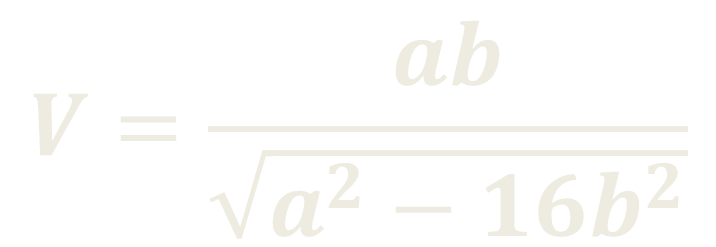 V = ab / √(a² − 16b²)